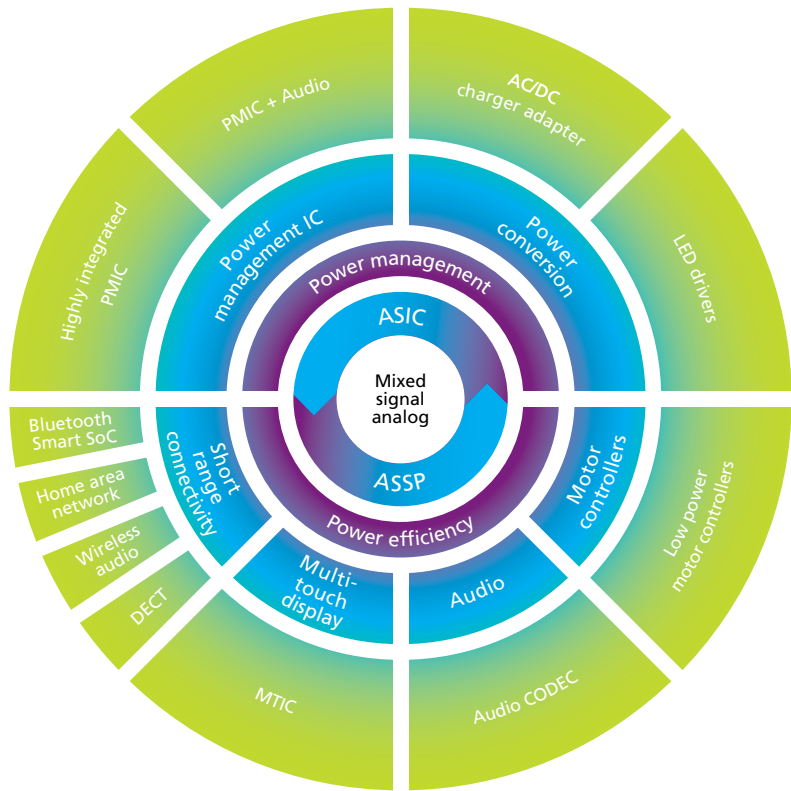 PMIC + Audio
AC/DC
charger adapter
Highly integrated
PMIC
LED drivers
Power
management IC
Power
conversion
Power management
ASIC
Mixed
signal
analog
ASSP
Power efficiency
Bluetooth
Smart SoC
Home area
network
Wireless
audio
DECT
Short
range
connectivity
Multi-
touch
display
Audio
Motor
controllers
Low power
motor controllers
MTIC
Audio CODEC